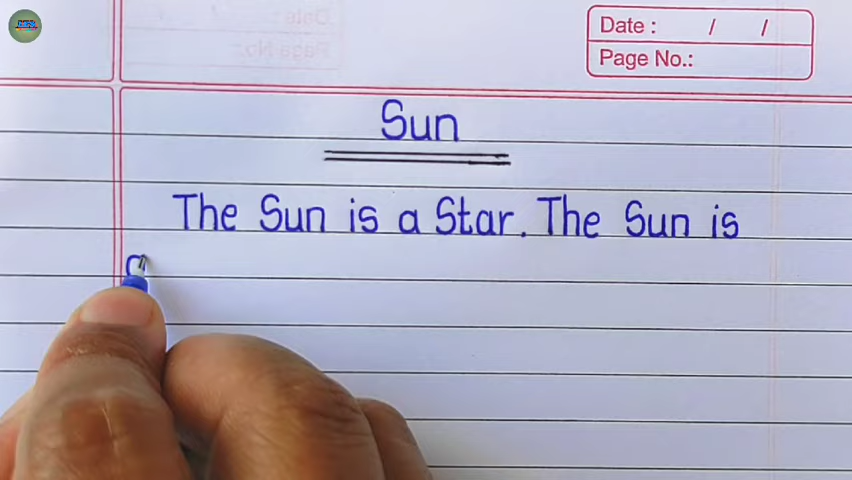 Date : / /
Page No.:
Sun
The Sun is a Star. The Sun is